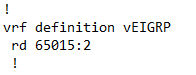 !
vrf definition vEIGRP
 rd 65015:2
 !